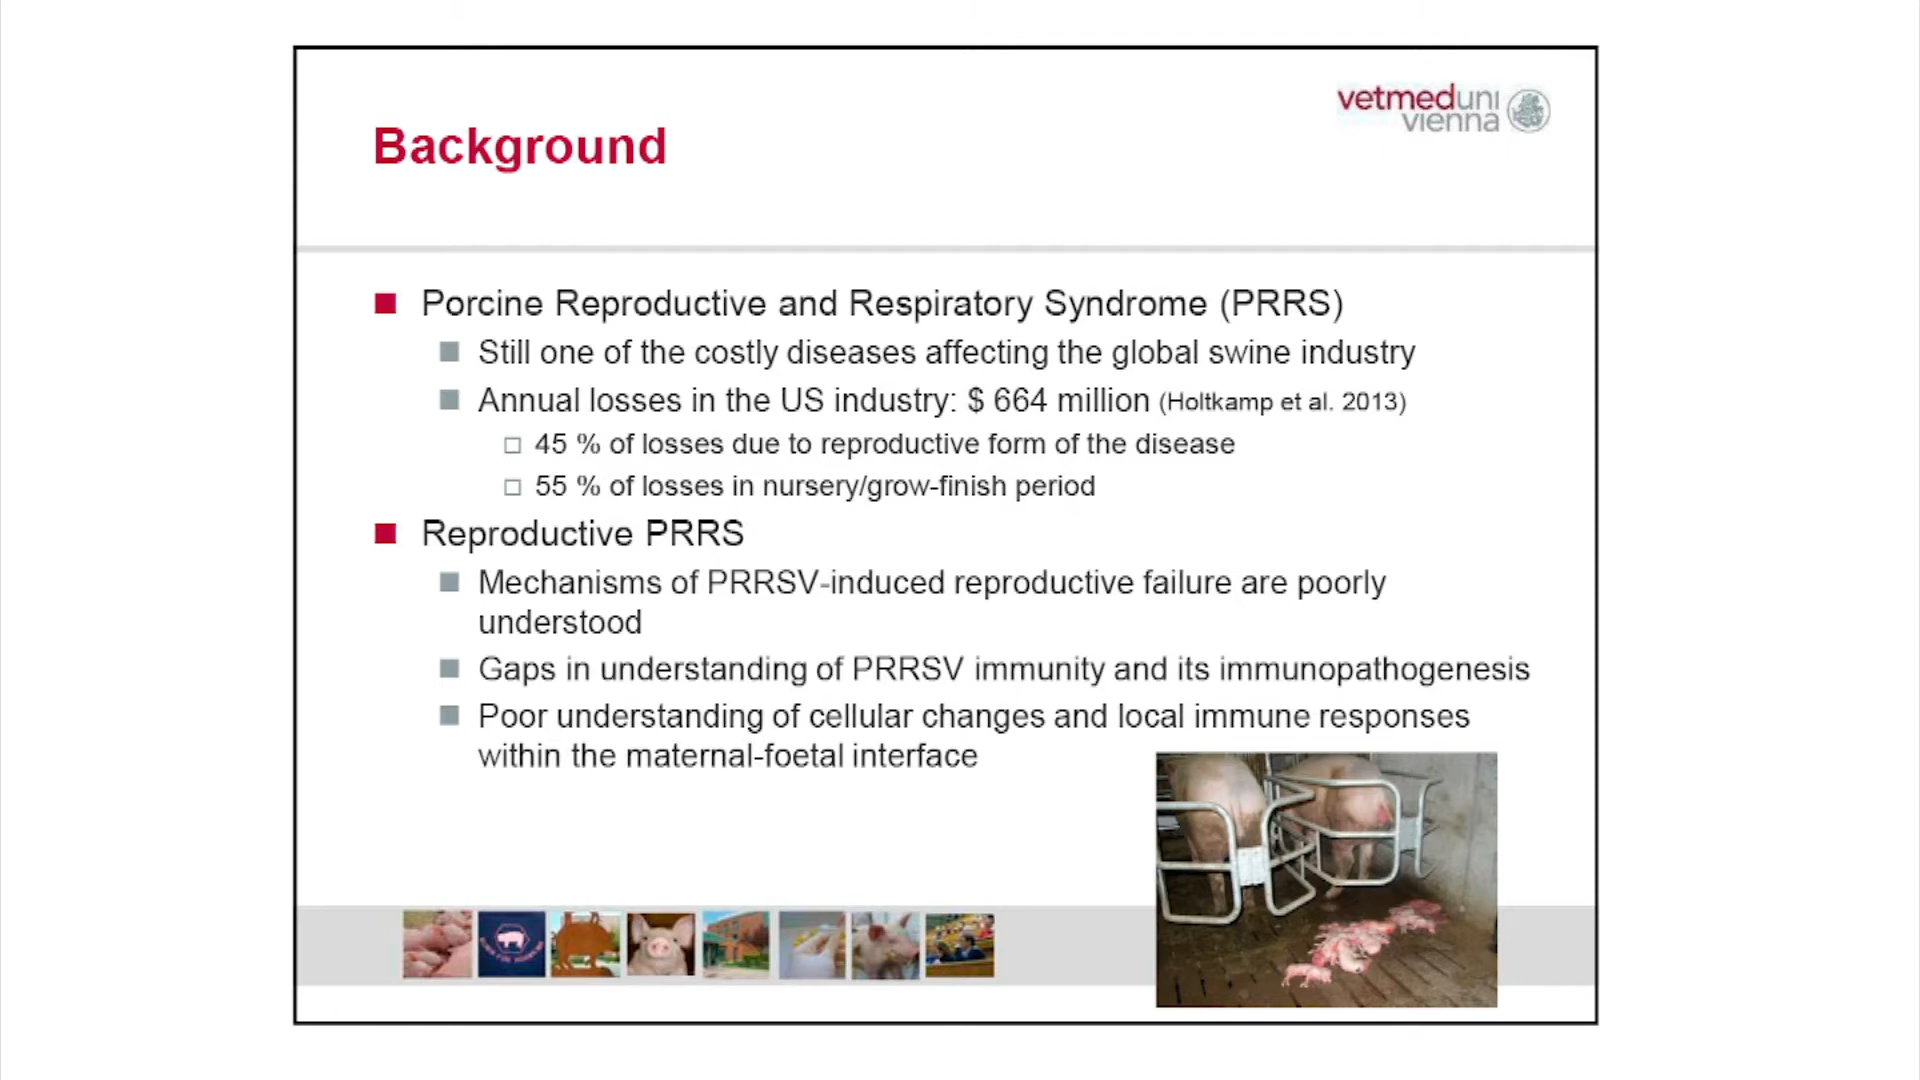 vetmeduni
vienna
Background
Porcine Reproductive and Respiratory Syndrome (PRRS)
Still one of the costly diseases affecting the global swine industry
Annual losses in the US industry: $ 664 million (Holtkamp et al. 2013)
45 % of losses due to reproductive form of the disease
55 % of losses in nursery/grow-finish period
Reproductive PRRS
Mechanisms of PRRSV-induced reproductive failure are poorly
understood
Gaps in understanding of PRRSV immunity and its immunopathogenesis
Poor understanding of cellular changes and local immune responses
within the maternal-foetal interface